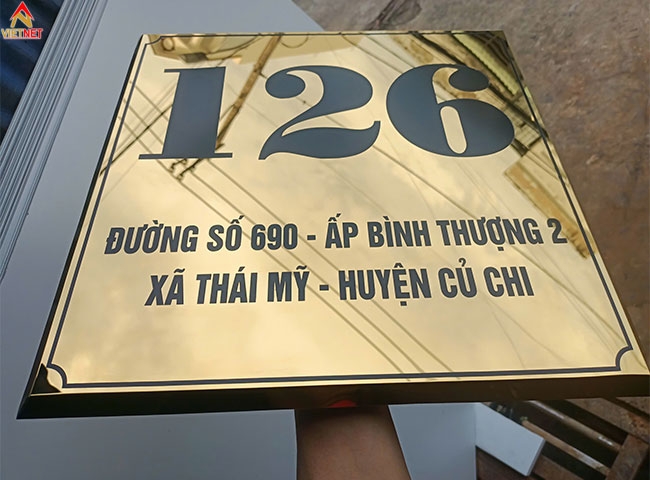 VIETNET
126
ĐƯỜNG SỐ 690 - ẤP BÌNH THƯỢNG 2
XÃ THÁI MỸ - HUYỆN CỦ CHI